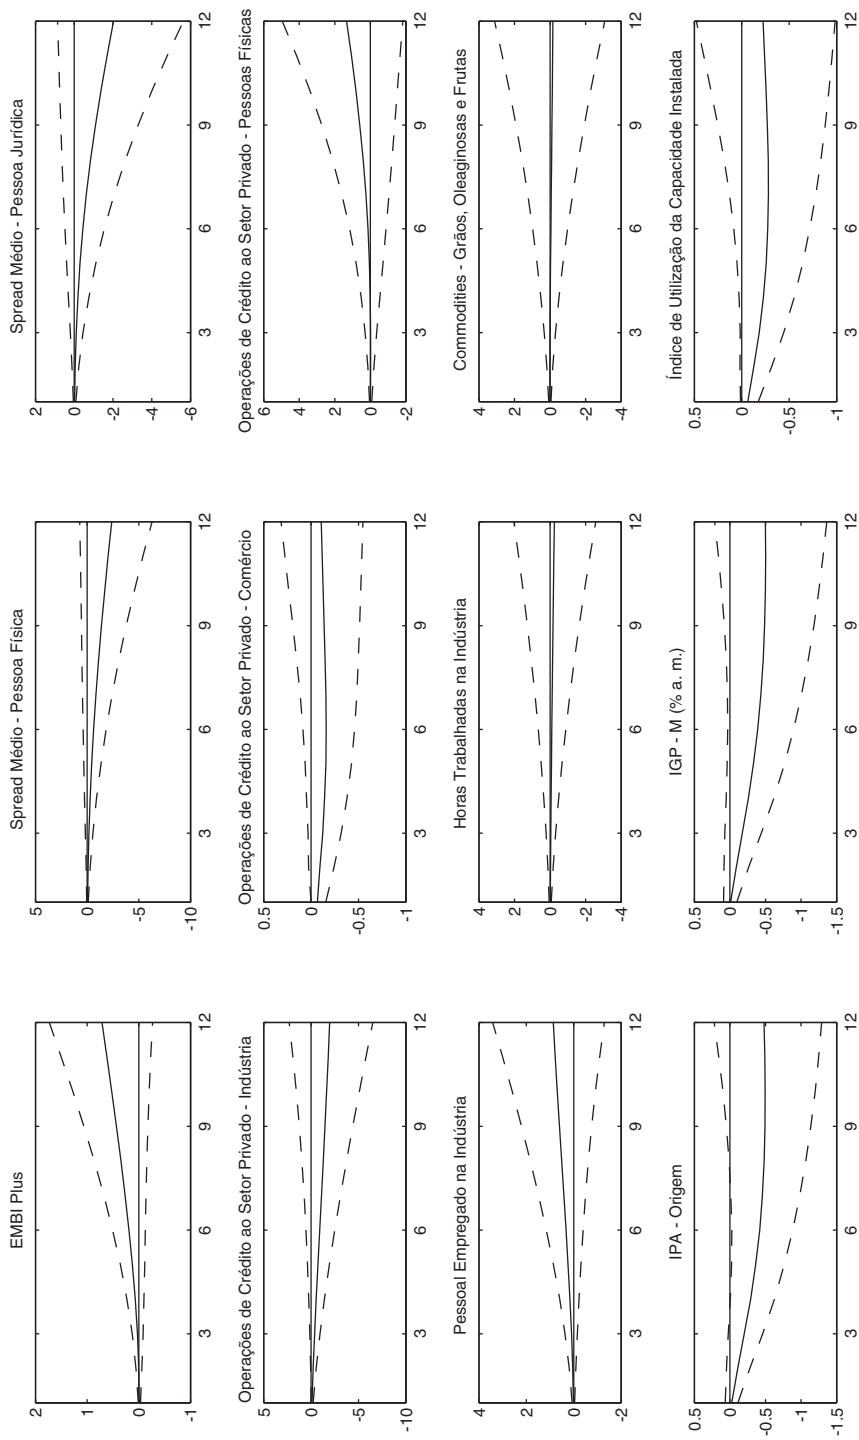 EMBI Plus
2
1
0
-1
3 6 9 12
Spread Médio - Pessoa Física
5
0
-5
-10
3 6 9 12
Spread Médio - Pessoa Jurídica
2
0
-2
-4
-6
3 6 9 12
Operações de Crédito ao Setor Privado - Indústria
5
0
-5
-10
3 6 9 12
Operações de Crédito ao Setor Privado - Comércio
0.5
0
-0.5
-1
3 6 9 12
Operações de Crédito ao Setor Privado - Pessoas Físicas
6
4
2
0
-2
3 6 9 12
Pessoal Empregado na Indústria
4
2
0
-2
3 6 9 12
Horas Trabalhadas na Indústria
4
2
0
-2
-4
3 6 9 12
Commodities - Grãos, Oleaginosas e Frutas
4
2
0
-2
-4
3 6 9 12
IPA - Origem
0.5
0
-0.5
-1
-1.5
3 6 9 12
IGP - M (% a. m.)
0.5
0
-0.5
-1
-1.5
3 6 9 12
Índice de Utilização da Capacidade Instalada
0.5
0
-0.5
-1
3 6 9 12